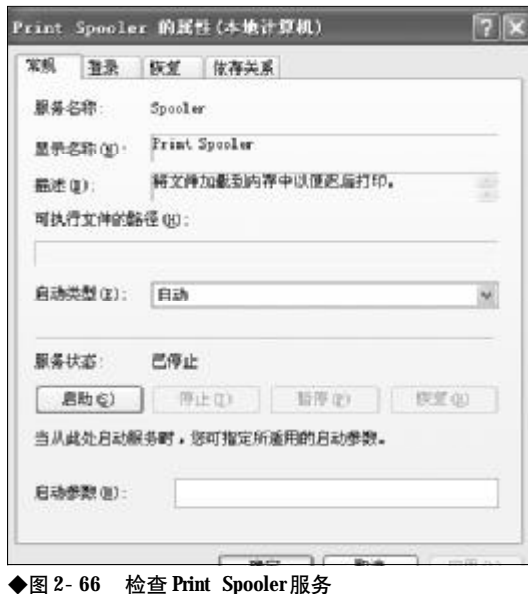 Print Spooler 的属性(本地计算机)
常规 登录 恢复 依存关系
服务名称: Spooler
显示名称(N): Print Spooler
描述(D): 将文件加载到内存中以便迟后打印。
可执行文件的路径(H):
启动类型(E): 自动
服务状态: 已停止
启动(S) 停止(T) 暂停(P) 恢复(R)
当从此处启动服务时，您可指定所适用的启动参数。
启动参数(M):
确定 取消
◆图 2- 66 检查 Print Spooler服务